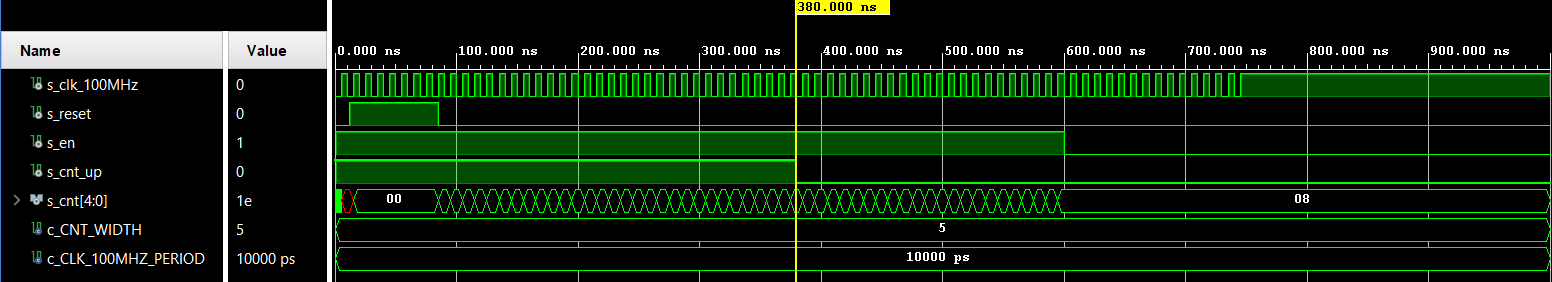 380.000 ns
Name Value 0.000 ns 100.000 ns 200.000 ns 300.000 ns 400.000 ns 500.000 ns 600.000 ns 700.000 ns 800.000 ns 900.000 ns
s_clk_100MHz 0
s_reset 0
s_en 1
s_cnt_up 0
s_cnt[4:0] 1e 00 08
c_CNT_WIDTH 5 5
c_CLK_100MHZ_PERIOD 10000 ps 10000 ps